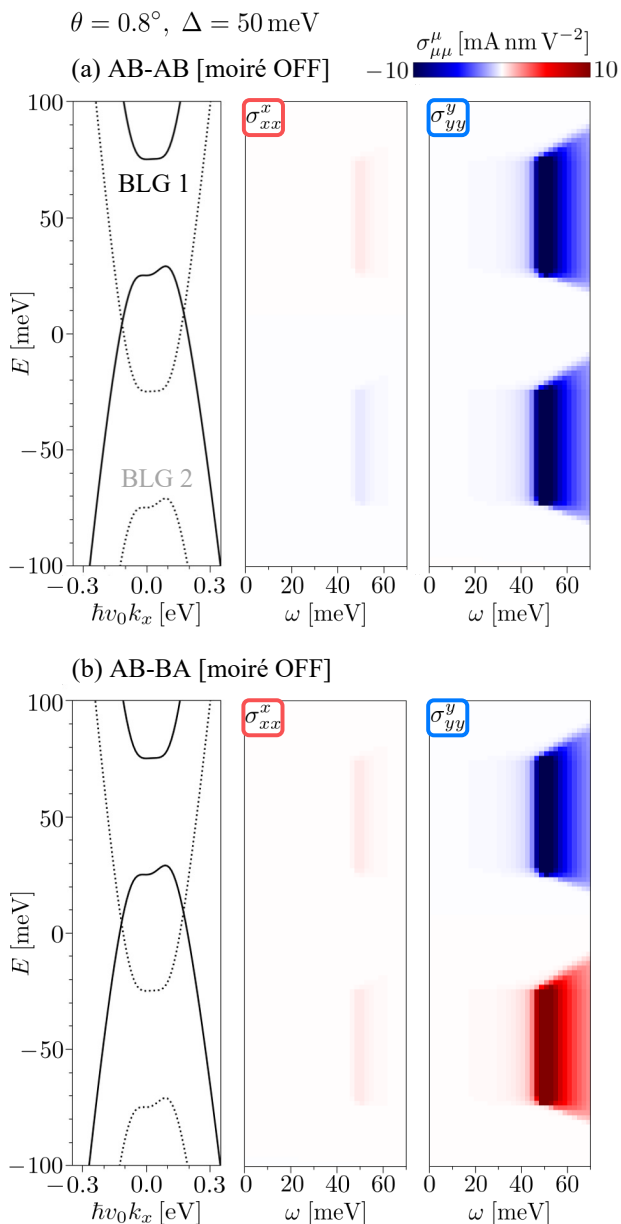 θ = 0.8°, Δ = 50 meV
σ^μ_μμ [mA nm V⁻²]
−10 10
(a) AB-AB [moiré OFF]
σ^x_xx
σ^y_yy
BLG 1
BLG 2
100
50
0
−50
−100
E [meV]
−0.3 0.0 0.3
0 20 40 60
0 20 40 60
ℏv₀kₓ [eV]
ω [meV]
ω [meV]
(b) AB-BA [moiré OFF]
σ^x_xx
σ^y_yy
100
50
0
−50
−100
E [meV]
−0.3 0.0 0.3
0 20 40 60
0 20 40 60
ℏv₀kₓ [eV]
ω [meV]
ω [meV]